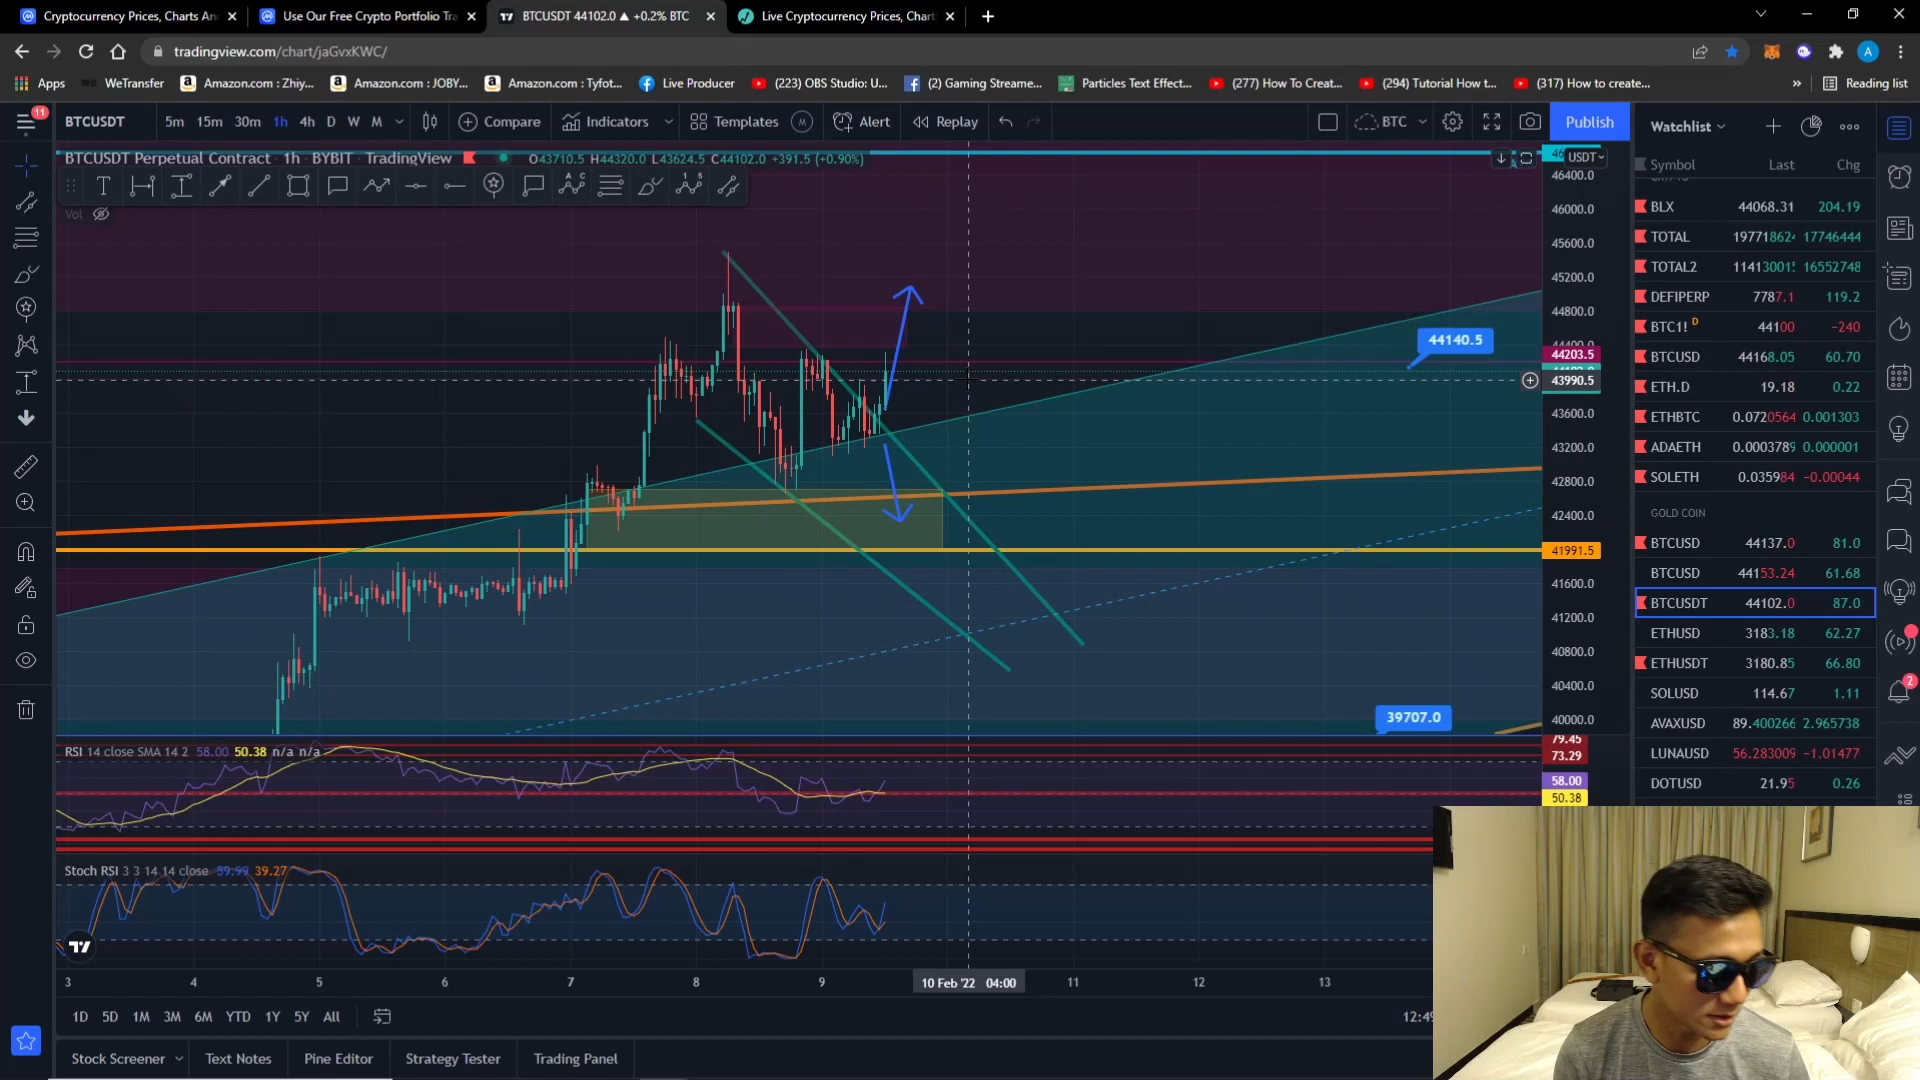 Cryptocurrency Prices, Charts An
Use Our Free Crypto Portfolio Tra
BTCUSDT 44102.0 ▲ +0.2% BTC
Live Cryptocurrency Prices, Chart
tradingview.com/chart/jaGvxKWC/
A
Apps
WeTransfer
Amazon.com : Zhiy...
Amazon.com : JOBY...
Amazon.com : Tyfot...
Live Producer
(223) OBS Studio: U...
(2) Gaming Streame...
Particles Text Effect...
(277) How To Creat...
(294) Tutorial How t...
(317) How to create...
»
Reading list
11
BTCUSDT
5m 15m 30m 1h 4h D W M
Compare
Indicators
Templates
M
Alert
Replay
BTC
Publish
Watchlist
BTCUSDT Perpetual Contract · 1h · BYBIT · TradingView
O43710.5 H44320.0 L43624.5 C44102.0 +391.5 (+0.90%)
USDT
Vol
46400.0
46000.0
45600.0
45200.0
44800.0
44203.5
43990.5
43600.0
43200.0
42800.0
42400.0
41991.5
41600.0
41200.0
40800.0
40400.0
40000.0
44140.5
39707.0
Symbol Last Chg
BLX 44068.31 204.19
TOTAL 197718624 17746444
TOTAL2 16552748
DEFIPERP 7787.1 119.2
BTC1! D 44100 −240
BTCUSD 44168.05 60.70
ETH.D 19.18 0.22
ETHBTC 0.0720564 0.001303
ADAETH 0.0003789 0.000001
SOLETH 0.035984 -0.00044
GOLD COIN
BTCUSD 44137.0 81.0
BTCUSD 44153.24 61.68
BTCUSDT 44102.0 87.0
ETHUSD 3183.18 62.27
ETHUSDT 3180.85 66.80
SOLUSD 114.67 1.11
AVAXUSD 89.400266 2.965738
LUNAUSD 56.283009 -1.01477
DOTUSD 21.95 0.26
2
RSI 14 close SMA 14 2 58.00 50.38 n/a n/a
79.45
73.29
58.00
50.38
Stoch RSI 3 3 14 14 close 59.99 39.27
3 4 5 6 7 8 9 10 Feb '22 04:00 11 12 13
1D 5D 1M 3M 6M YTD 1Y 5Y All
Stock Screener
Text Notes
Pine Editor
Strategy Tester
Trading Panel